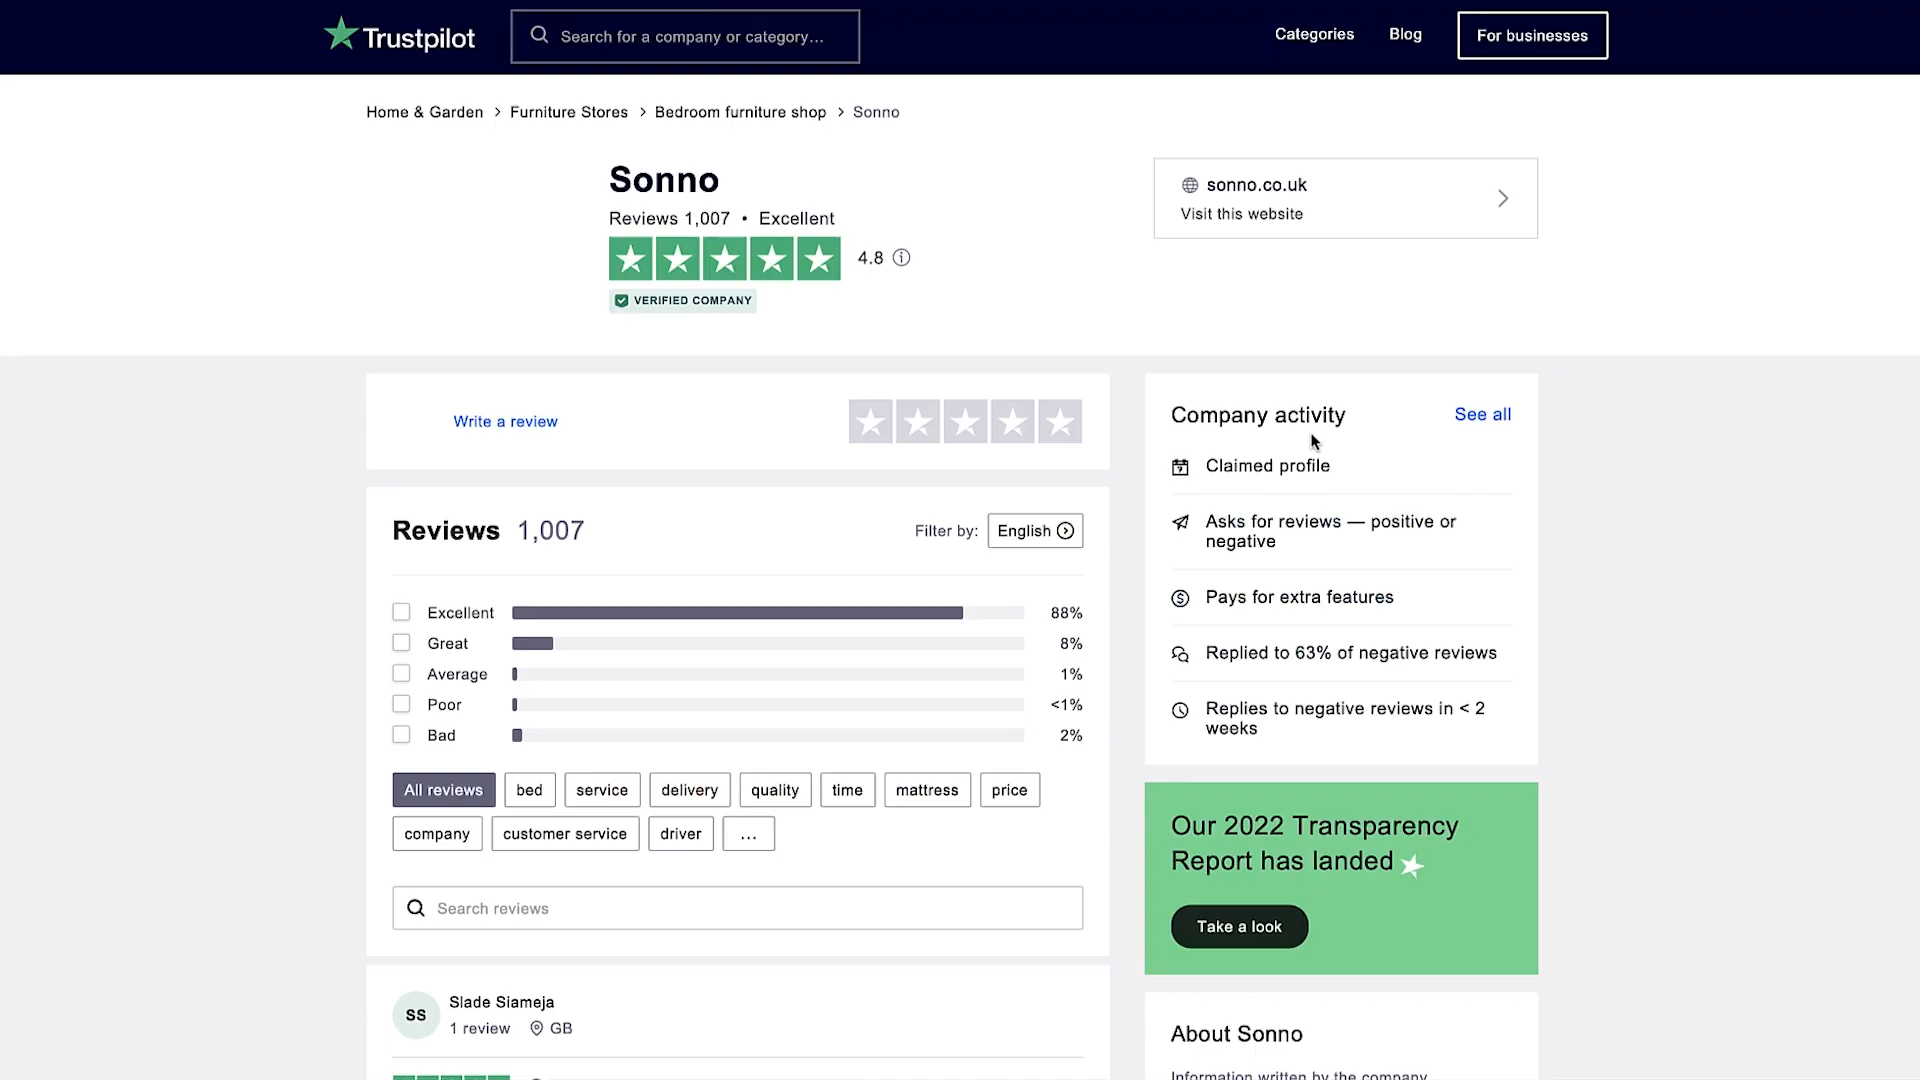 Trustpilot
Search for a company or category...
Categories
Blog
For businesses
Home & Garden > Furniture Stores > Bedroom furniture shop > Sonno
Sonno
Reviews 1,007 • Excellent
4.8
VERIFIED COMPANY
sonno.co.uk
Visit this website
Write a review
Reviews 1,007
Filter by: English
Excellent 88%
Great 8%
Average 1%
Poor <1%
Bad 2%
All reviews bed service delivery quality time mattress price
company customer service driver ...
Search reviews
SS
Slade Siameja
1 review GB
Company activity See all
Claimed profile
Asks for reviews — positive or
negative
Pays for extra features
Replied to 63% of negative reviews
Replies to negative reviews in < 2
weeks
Our 2022 Transparency
Report has landed
Take a look
About Sonno
Information written by the company